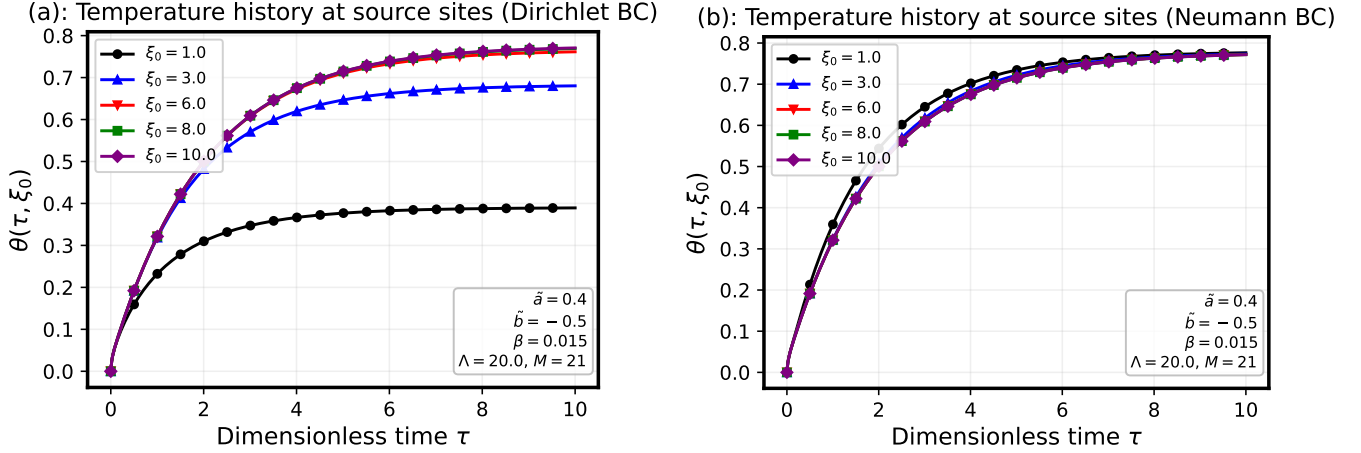 (a): Temperature history at source sites (Dirichlet BC)
0.8
0.7
0.6
0.5
0.4
0.3
0.2
0.1
0.0
θ(τ, ξ₀)
ξ₀ = 1.0
ξ₀ = 3.0
ξ₀ = 6.0
ξ₀ = 8.0
ξ₀ = 10.0
ã = 0.4
b̃ = −0.5
β = 0.015
Λ = 20.0, M = 21
0 2 4 6 8 10
Dimensionless time τ
(b): Temperature history at source sites (Neumann BC)
0.8
0.7
0.6
0.5
0.4
0.3
0.2
0.1
0.0
θ(τ, ξ₀)
ξ₀ = 1.0
ξ₀ = 3.0
ξ₀ = 6.0
ξ₀ = 8.0
ξ₀ = 10.0
ã = 0.4
b̃ = −0.5
β = 0.015
Λ = 20.0, M = 21
0 2 4 6 8 10
Dimensionless time τ